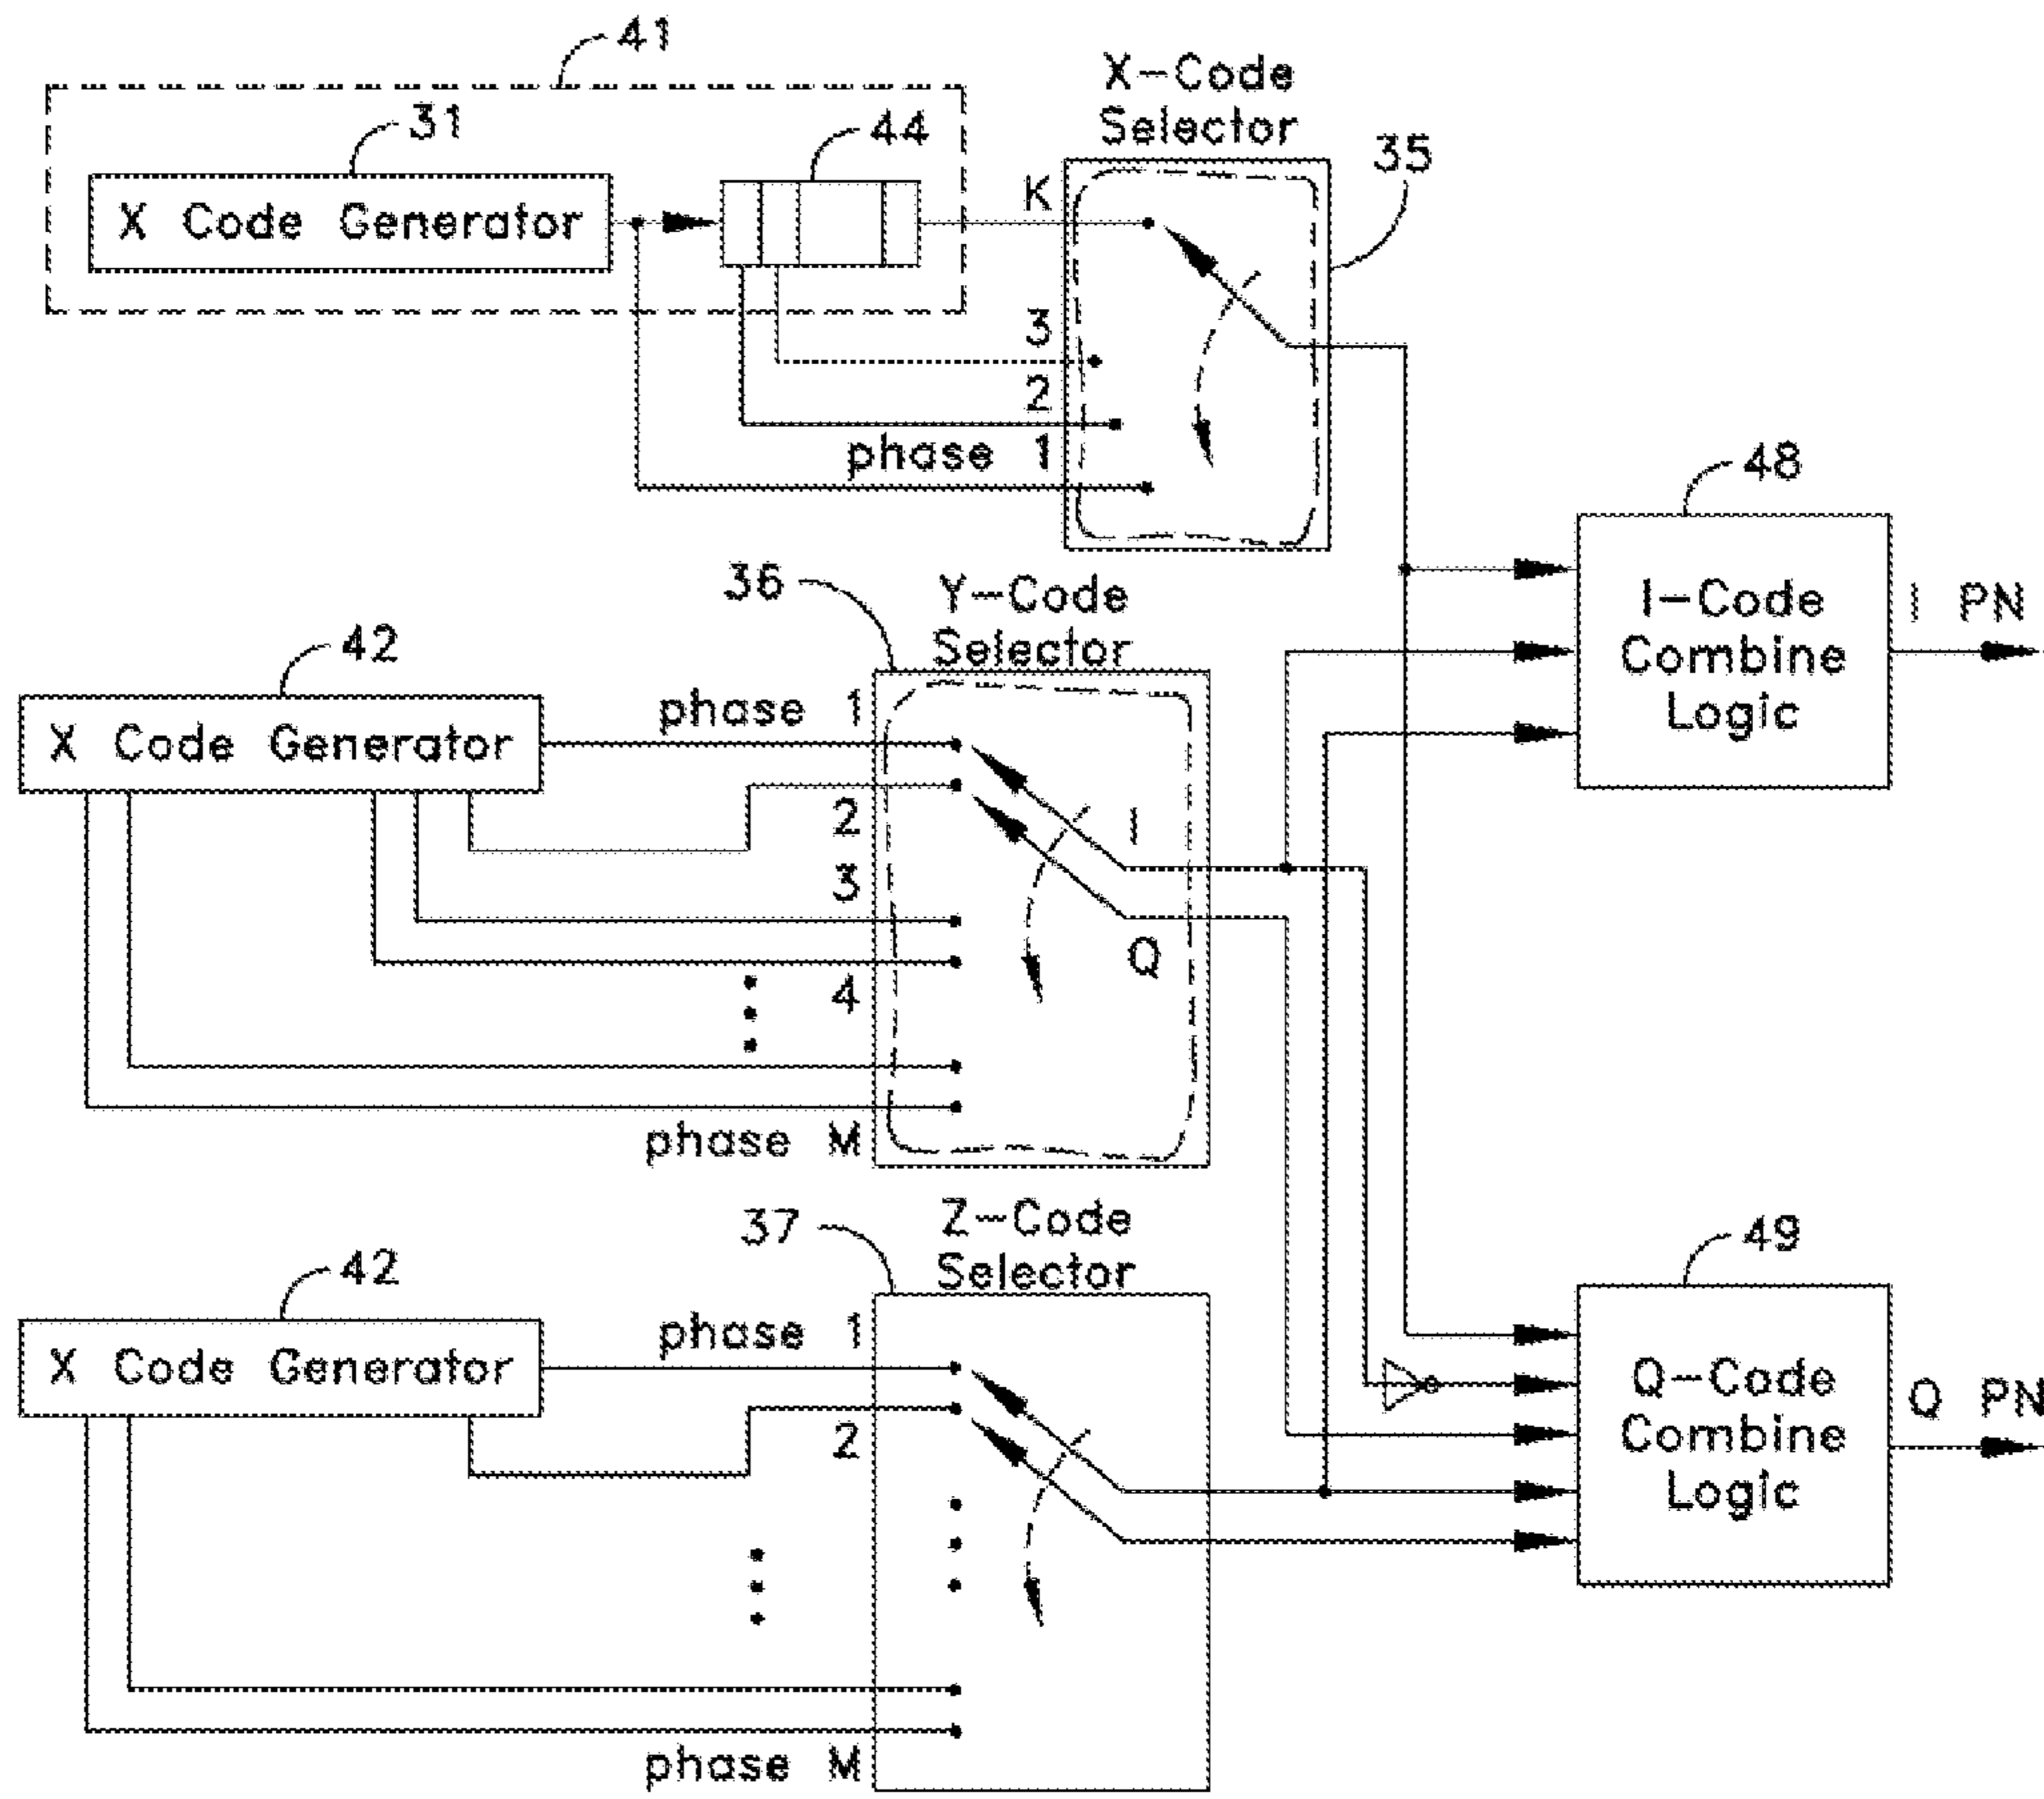 41
31
44
X-Code
Selector
35
X Code Generator
K
3
2
phase 1
48
I-Code
Combine
Logic
I PN
36
Y-Code
Selector
42
phase 1
X Code Generator
2
3
4
I
Q
phase M
37
Z-Code
Selector
42
phase 1
X Code Generator
2
phase M
49
Q-Code
Combine
Logic
Q PN